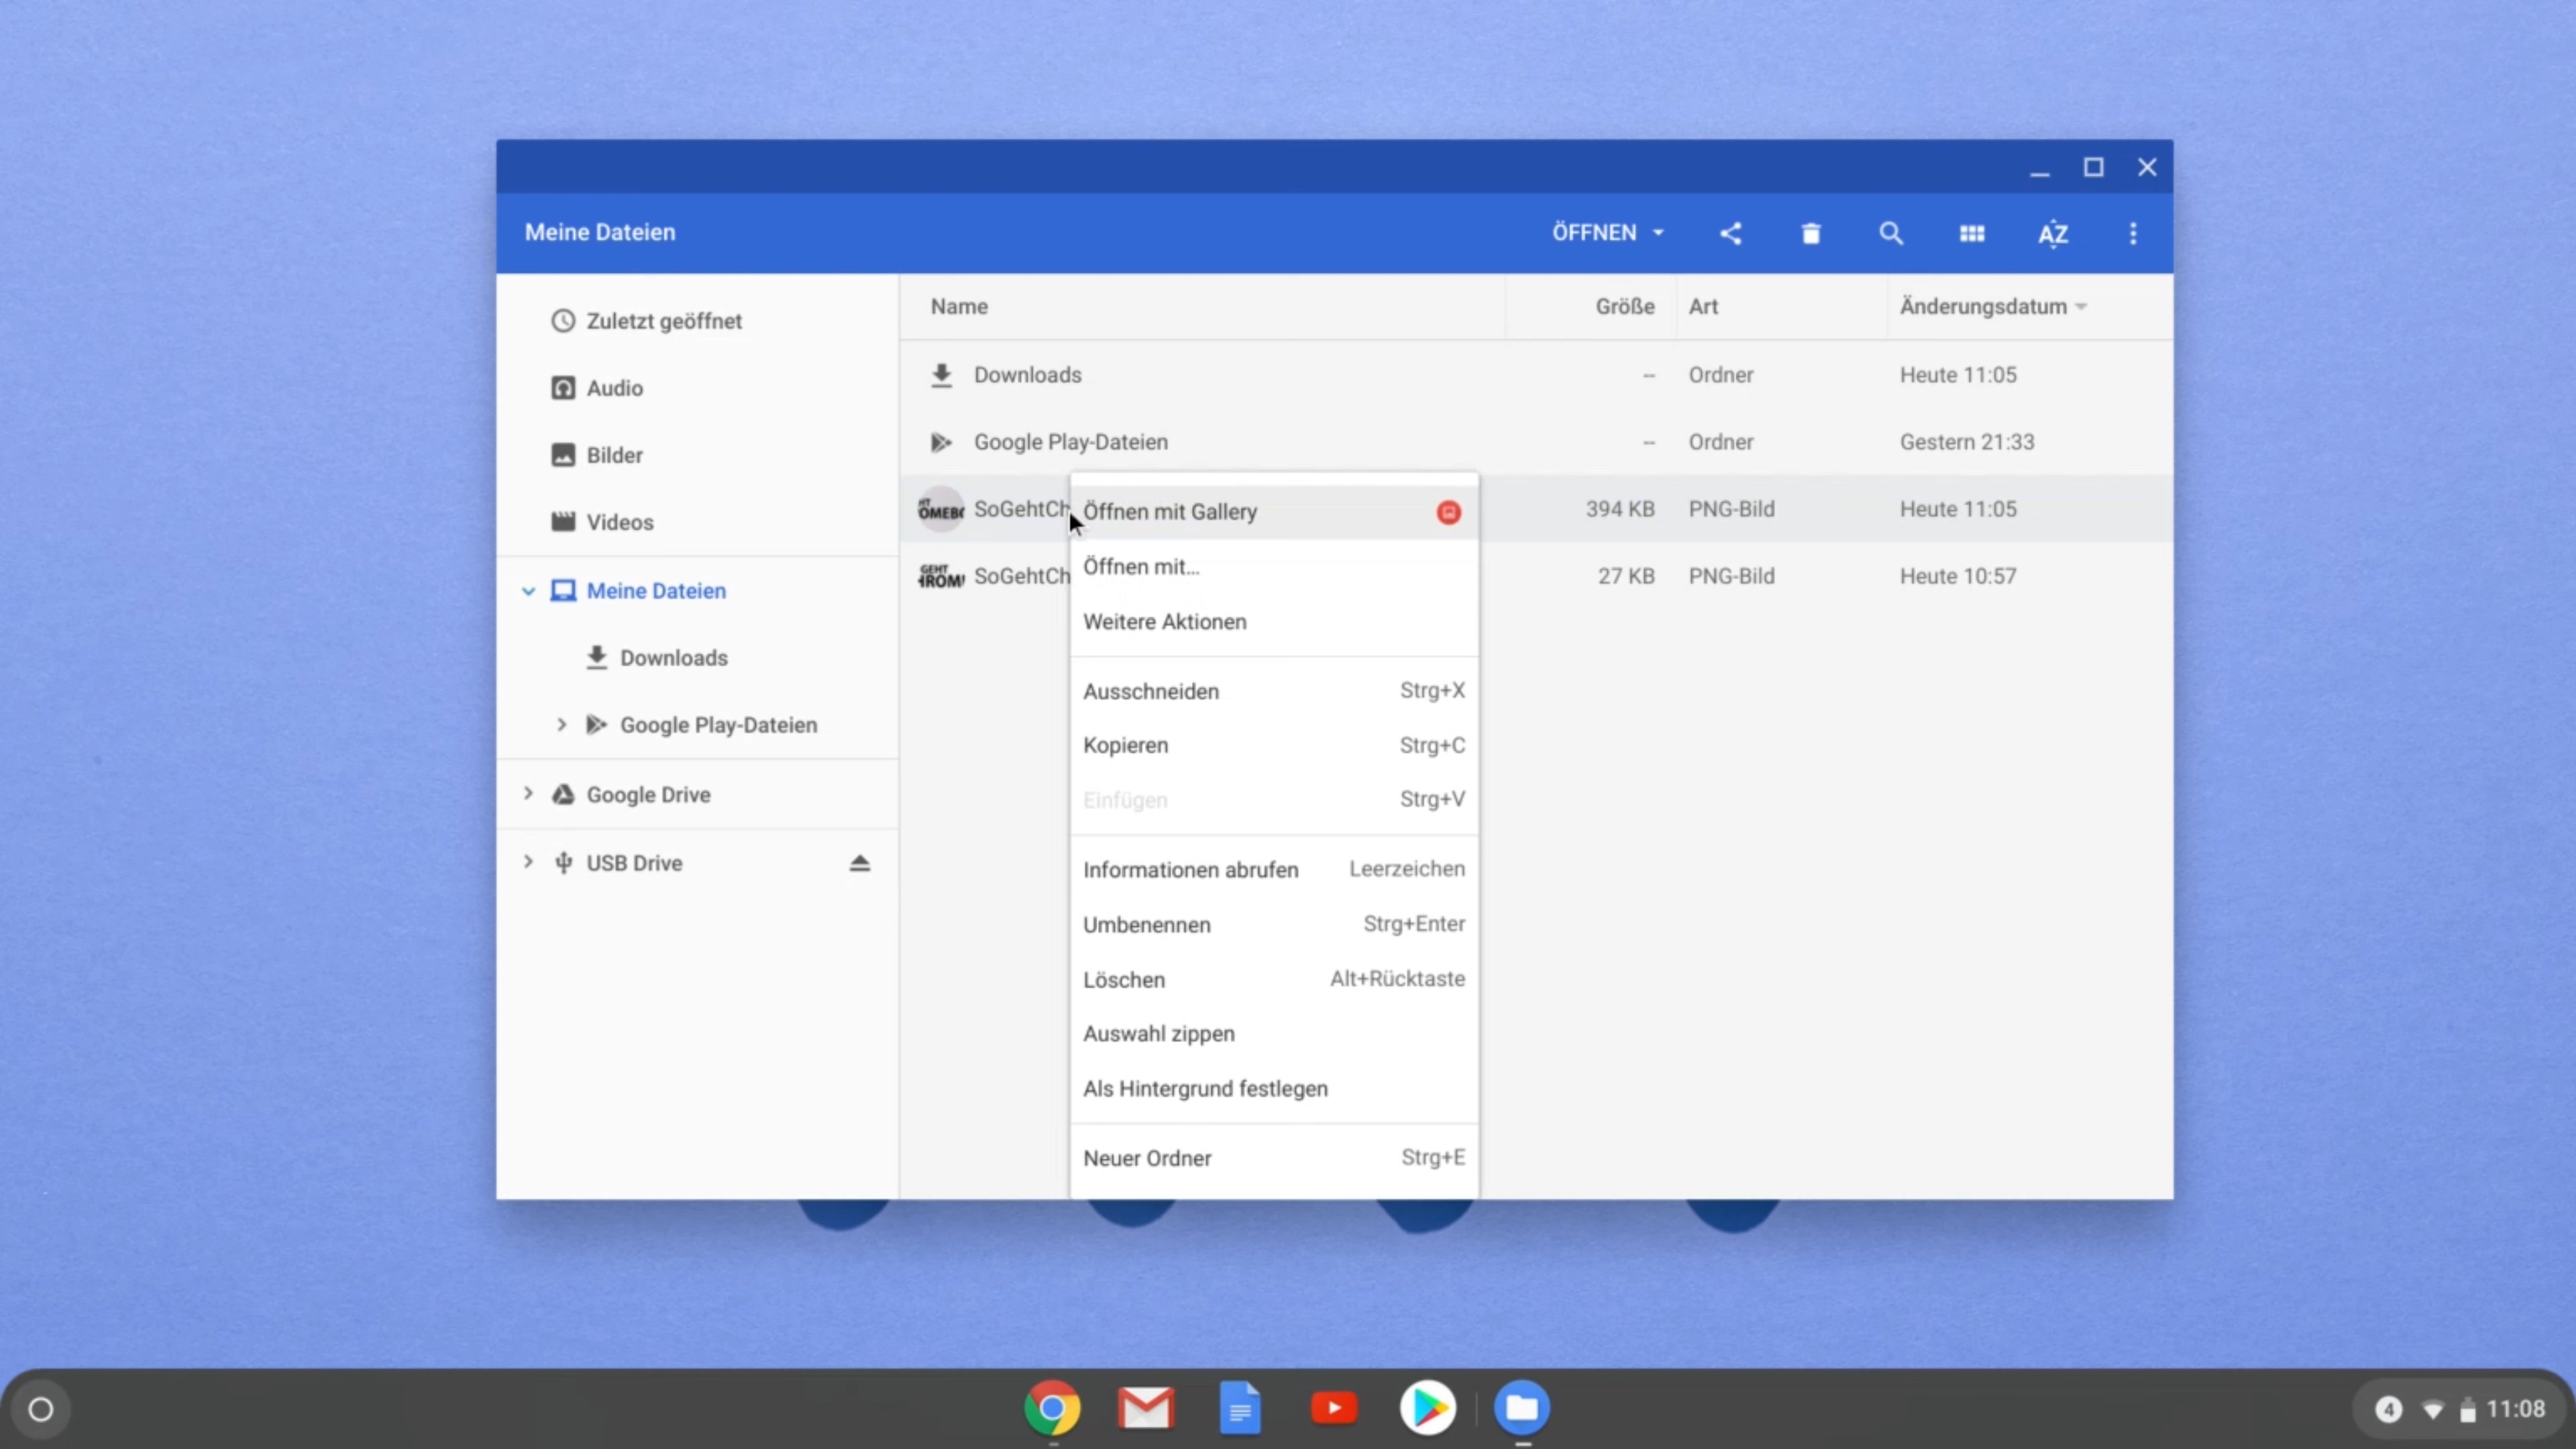 Meine Dateien
ÖFFNEN
AZ
Zuletzt geöffnet
Audio
Bilder
Videos
Meine Dateien
Downloads
Google Play-Dateien
Google Drive
USB Drive
Name Größe Art Änderungsdatum
Downloads -- Ordner Heute 11:05
Google Play-Dateien -- Ordner Gestern 21:33
SoGehtCh 394 KB PNG-Bild Heute 11:05
GEHT
SoGehtCh 27 KB PNG-Bild Heute 10:57
Öffnen mit Gallery
Öffnen mit...
Weitere Aktionen
Ausschneiden Strg+X
Kopieren Strg+C
Einfügen Strg+V
Informationen abrufen Leerzeichen
Umbenennen Strg+Enter
Löschen Alt+Rücktaste
Auswahl zippen
Als Hintergrund festlegen
Neuer Ordner Strg+E
4 11:08